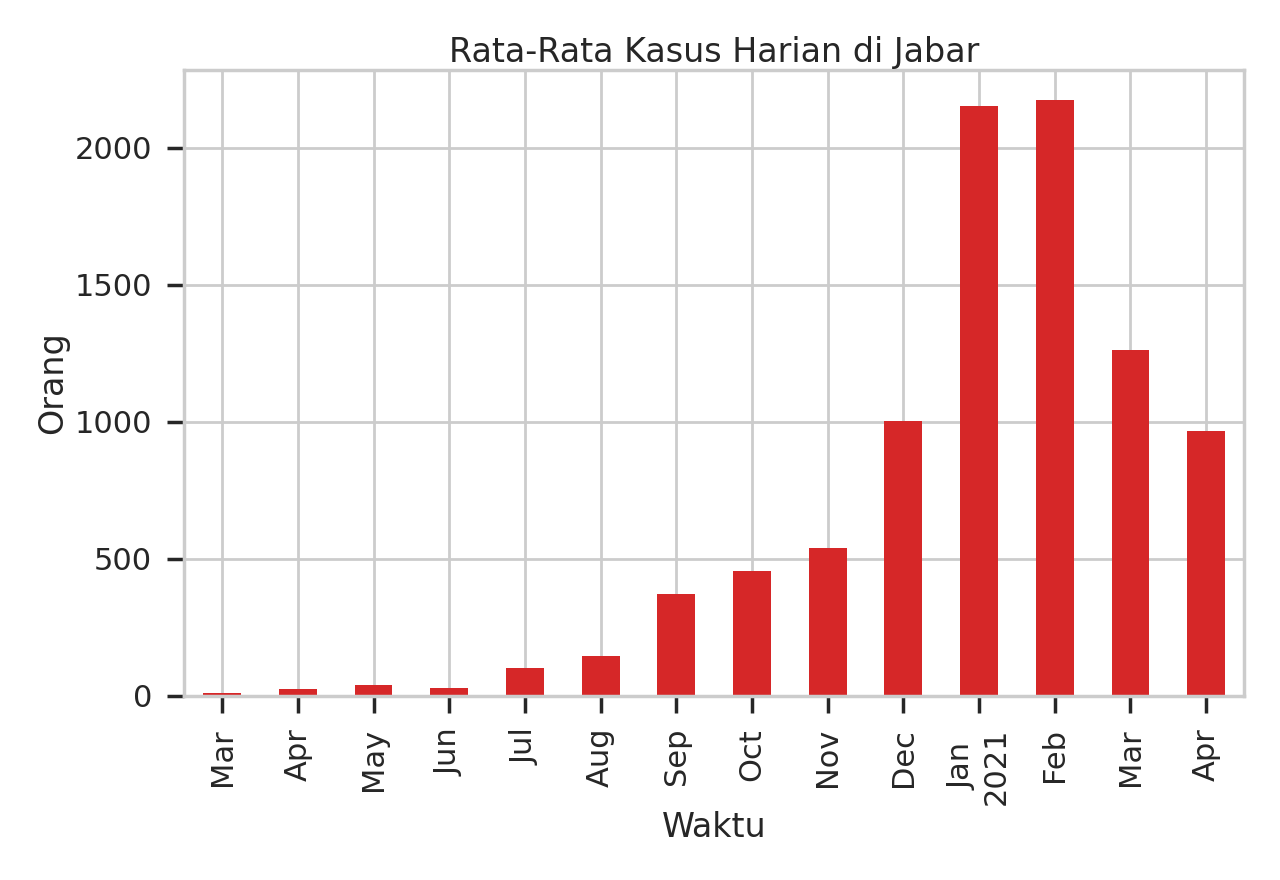 Rata-Rata Kasus Harian di Jabar
Orang
2000
1500
1000
500
0
Mar
Apr
May
Jun
Jul
Aug
Sep
Oct
Nov
Dec
Jan
2021
Feb
Mar
Apr
Waktu